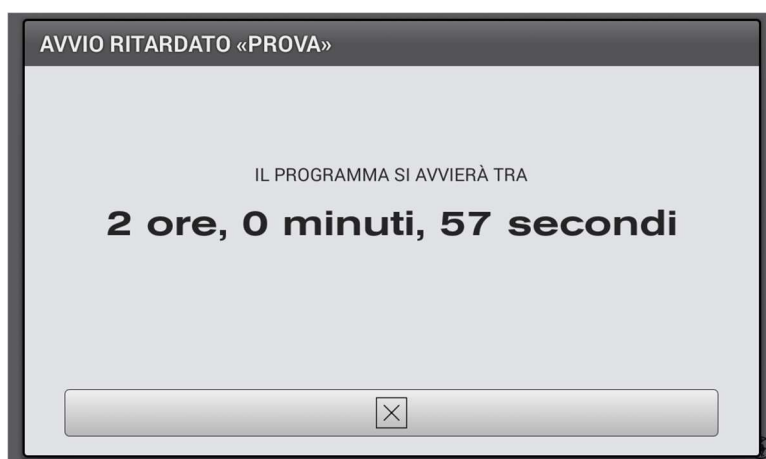 AVVIO RITARDATO «PROVA»
IL PROGRAMMA SI AVVIERÀ TRA
2 ore, 0 minuti, 57 secondi